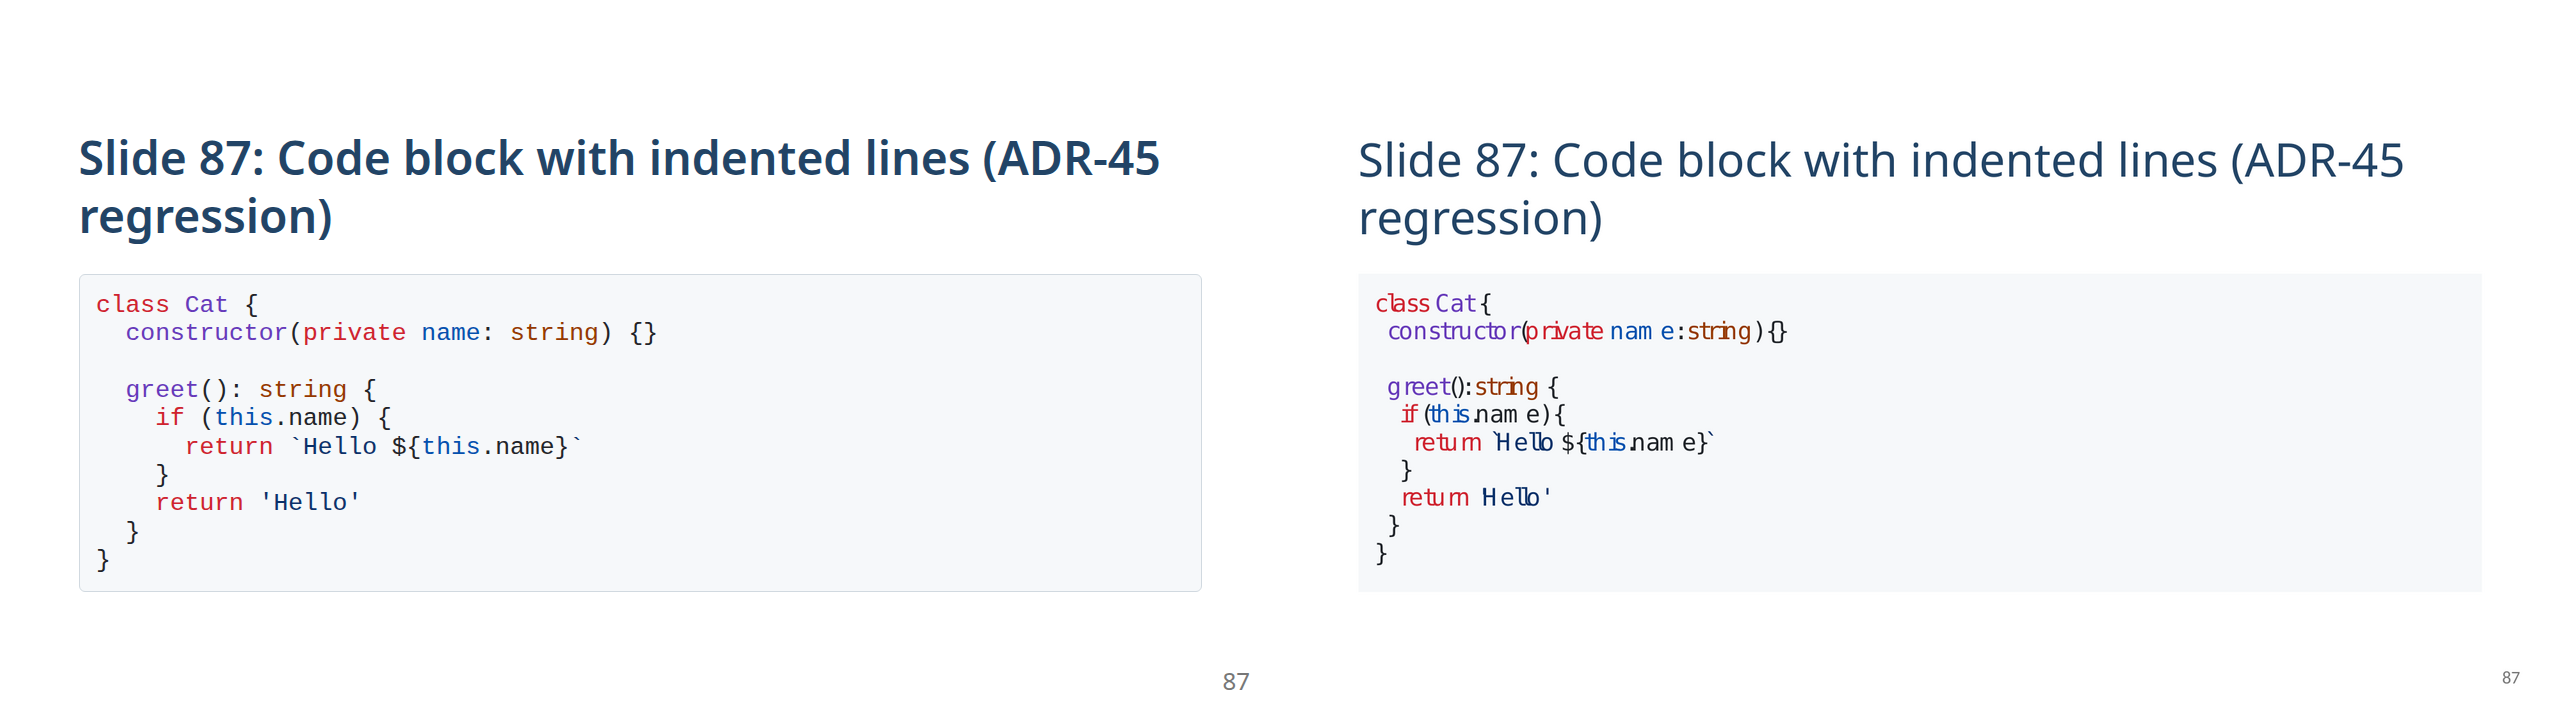 Slide 87: Code block with indented lines (ADR-45
regression)
class Cat {
  constructor(private name: string) {}

  greet(): string {
    if (this.name) {
      return `Hello ${this.name}`
    }
    return 'Hello'
  }
}
87
Slide 87: Code block with indented lines (ADR-45
regression)
class Cat {
  constructor(private name: string) {}

  greet(): string {
    if (this.name) {
      return `Hello ${this.name}`
    }
    return 'Hello'
  }
}
87